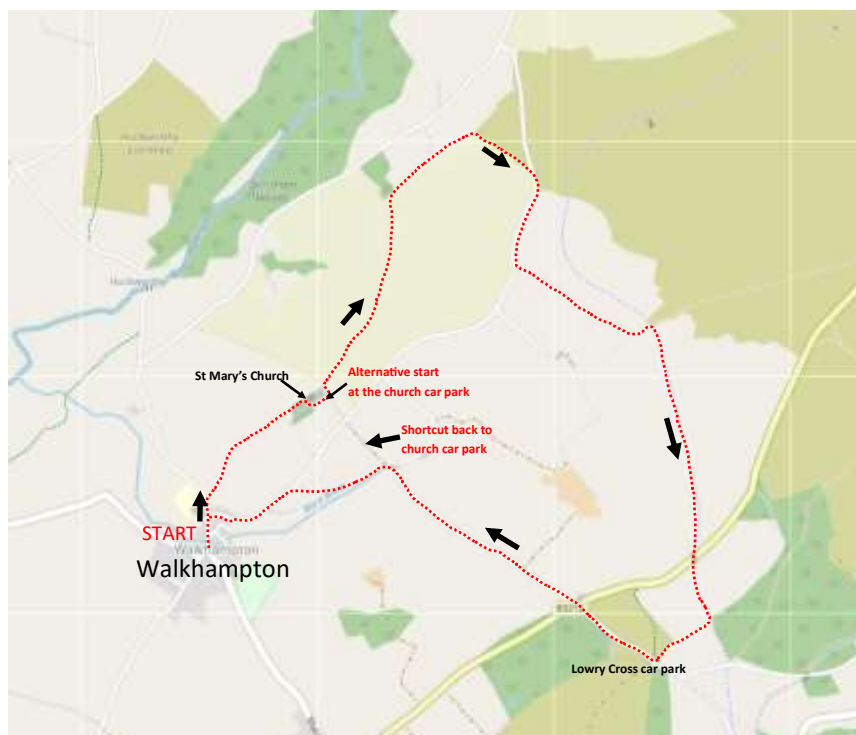 St Mary's Church
Alternative start
at the church car park
Shortcut back to
church car park
START
Walkhampton
Walkhampton
Lowry Cross car park